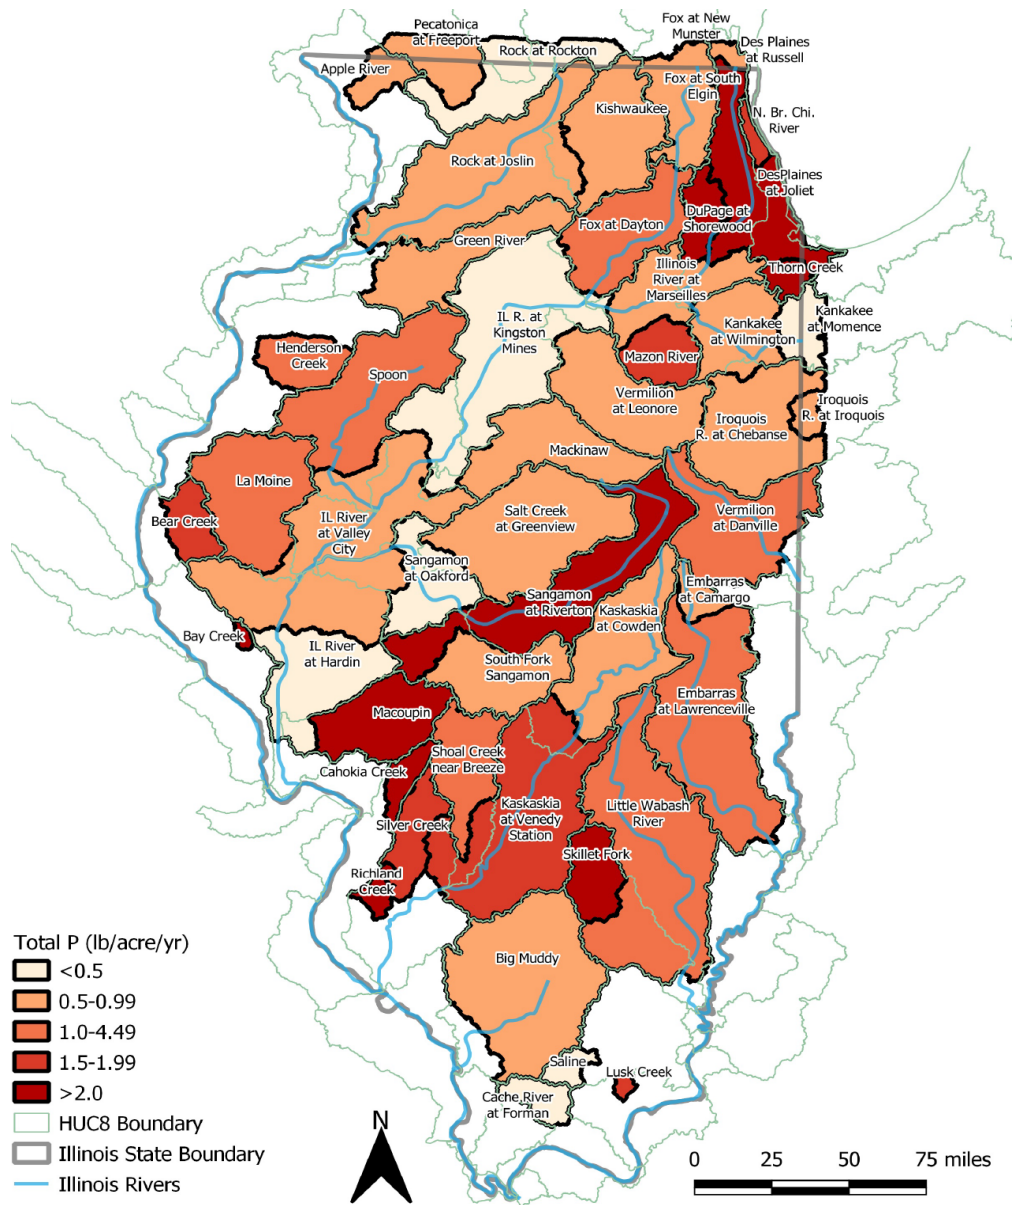 Pecatonica
at Freeport
Fox at New
Munster
Rock at Rockton
Des Plaines
at Russell
Apple River
Fox at South
Elgin
Kishwaukee
N. Br. Chi.
River
Rock at Joslin
DesPlaines
at Joliet
DuPage at
Shorewood
Fox at Dayton
Green River
Illinois
River at
Marseilles
Thorn Creek
IL R. at
Kingston
Mines
Kankakee
at Momence
Kankakee
at Wilmington
Henderson
Creek
Mazon River
Spoon
Vermilion
at Leonore
Iroquois
R. at Iroquois
Iroquois
R. at Chebanse
Mackinaw
La Moine
Bear Creek
IL River
at Valley
City
Salt Creek
at Greenview
Vermilion
at Danville
Sangamon
at Oakford
Embarras
at Camargo
Sangamon
at Riverton
Kaskaskia
at Cowden
Bay Creek
IL River
at Hardin
South Fork
Sangamon
Embarras
at Lawrenceville
Macoupin
Shoal Creek
near Breeze
Cahokia Creek
Kaskaskia
at Venedy
Station
Little Wabash
River
Silver Creek
Skillet Fork
Richland
Creek
Big Muddy
Saline
Lusk Creek
Cache River
at Forman
Total P (lb/acre/yr)
<0.5
0.5-0.99
1.0-4.49
1.5-1.99
>2.0
HUC8 Boundary
Illinois State Boundary
Illinois Rivers
N
0 25 50 75 miles